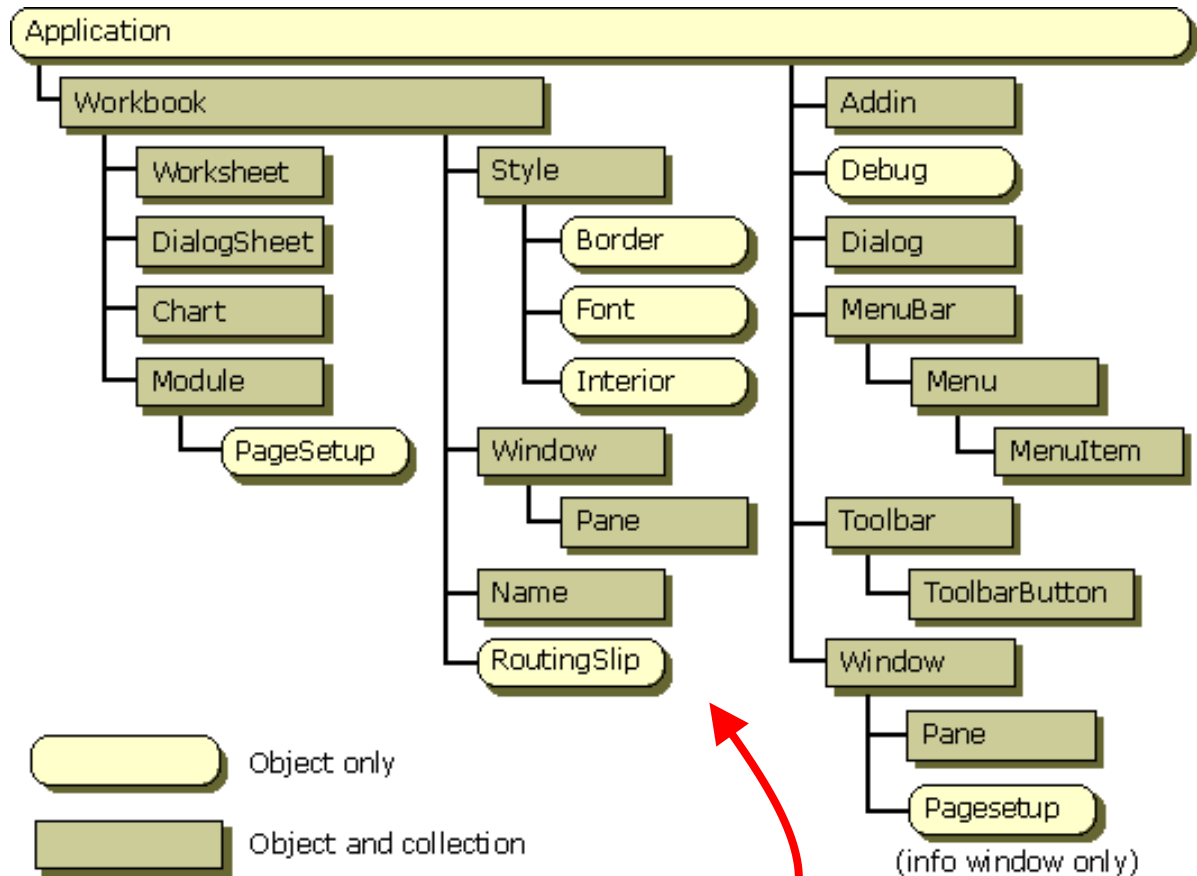 Application
Workbook
Worksheet
DialogSheet
Chart
Module
PageSetup
Style
Border
Font
Interior
Window
Pane
Name
RoutingSlip
Addin
Debug
Dialog
MenuBar
Menu
MenuItem
Toolbar
ToolbarButton
Window
Pane
Pagesetup
(info window only)
Object only
Object and collection